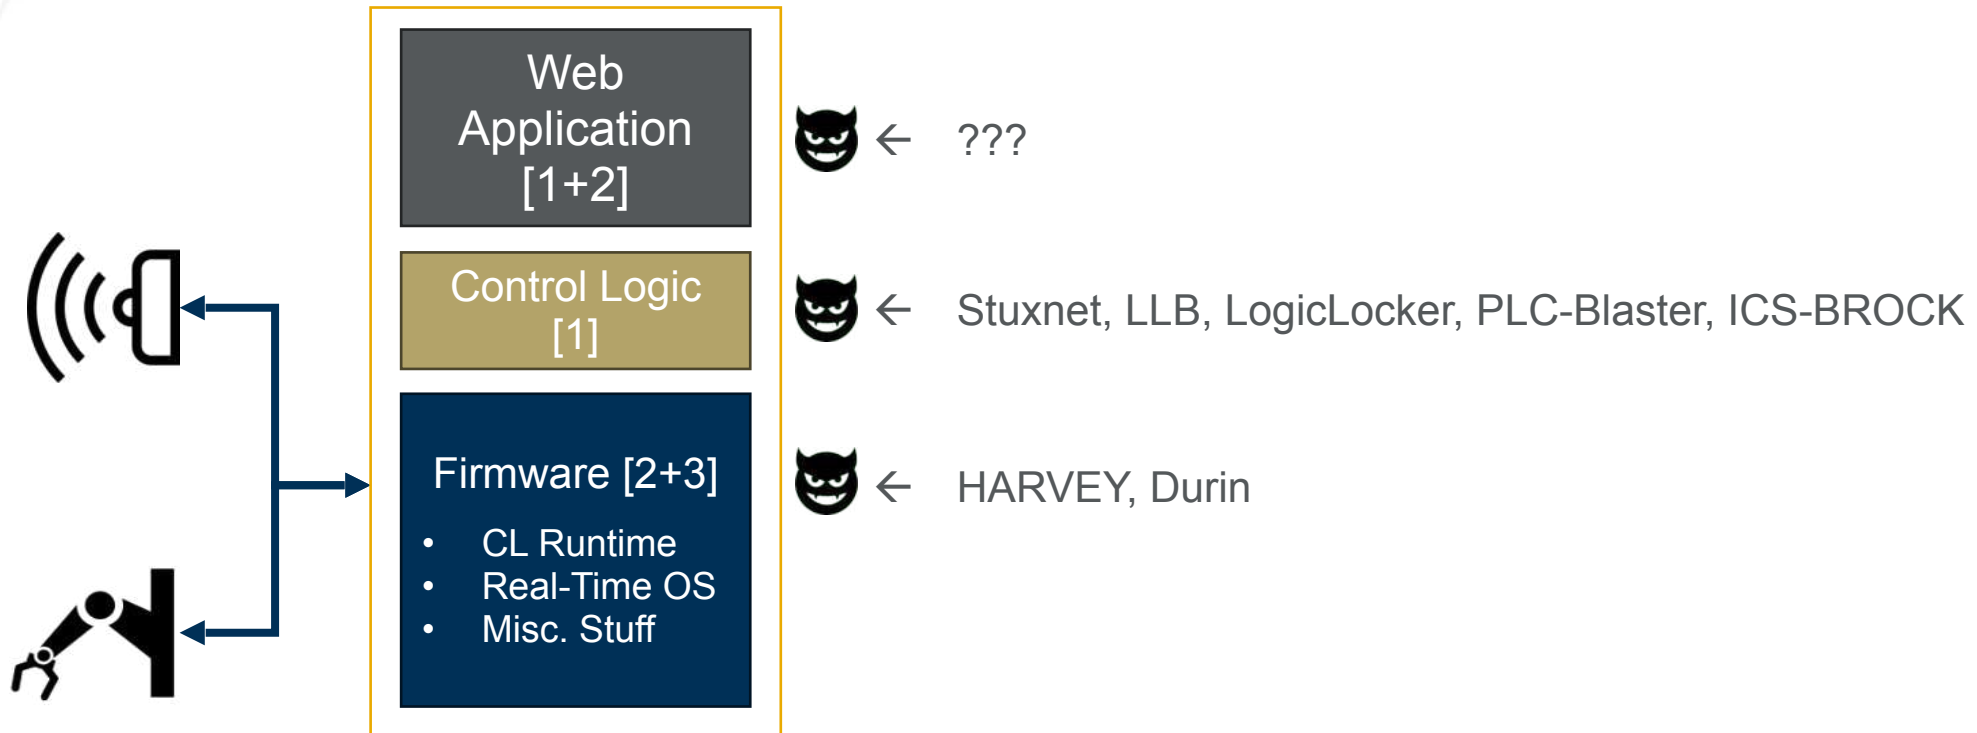 Web
Application
[1+2]
← ???
Control Logic
[1]
← Stuxnet, LLB, LogicLocker, PLC-Blaster, ICS-BROCK
Firmware [2+3]
← HARVEY, Durin
• CL Runtime
• Real-Time OS
• Misc. Stuff